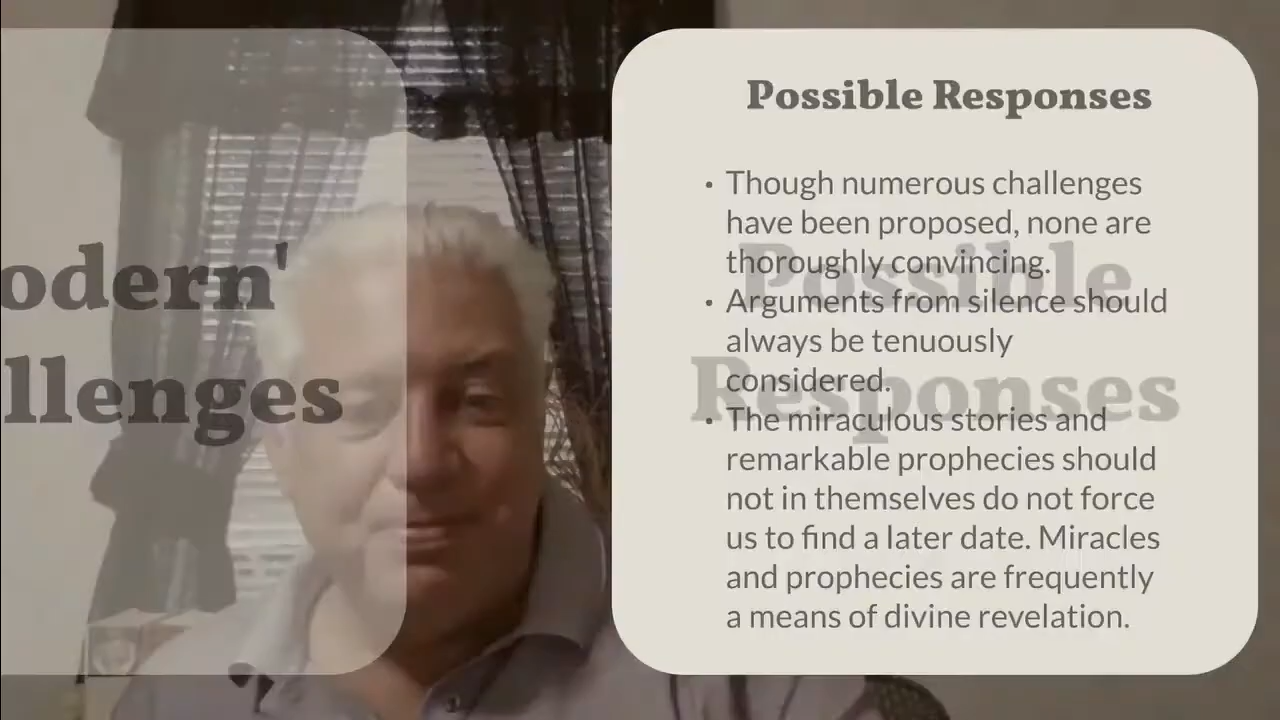 odern'
llenges
Possible Responses
• Though numerous challenges
have been proposed, none are
thoroughly convincing.
• Arguments from silence should
always be tenuously
considered.
• The miraculous stories and
remarkable prophecies should
not in themselves do not force
us to find a later date. Miracles
and prophecies are frequently
a means of divine revelation.
Possible
Responses